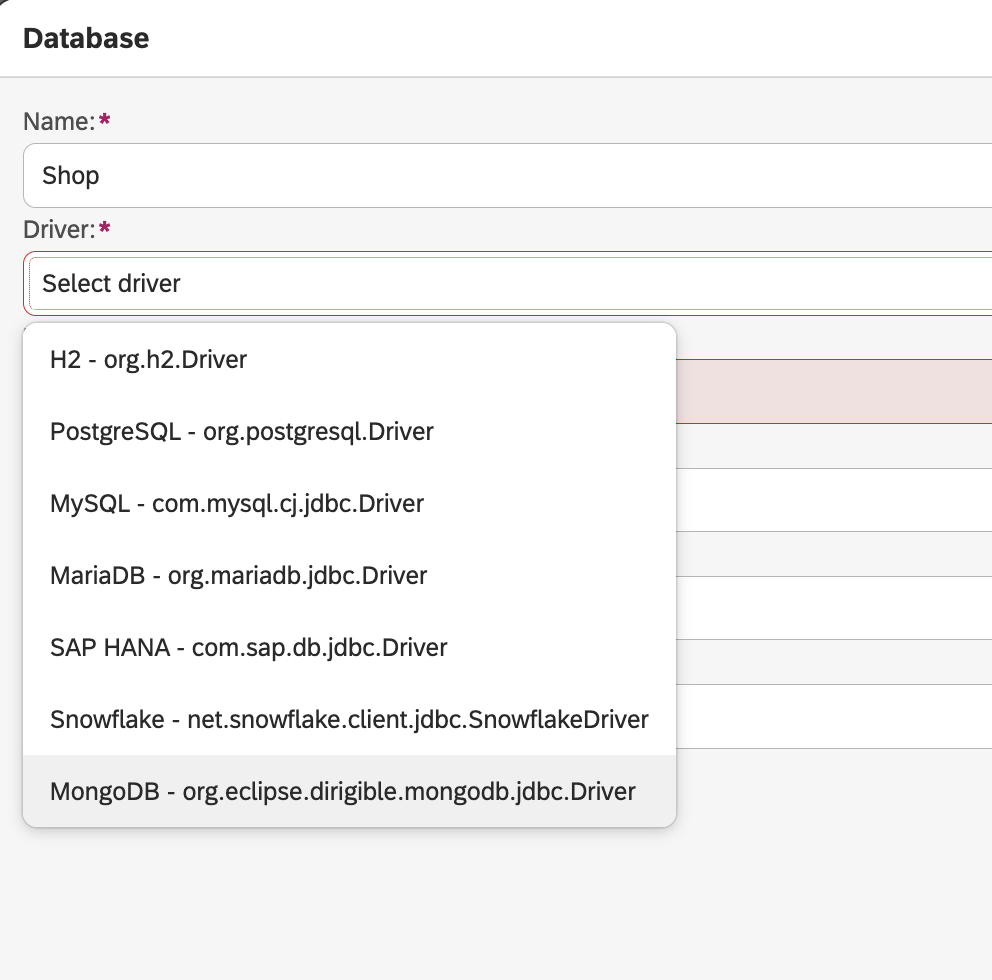 Database
Name:*
Shop
Driver:*
Select driver
H2 - org.h2.Driver
PostgreSQL - org.postgresql.Driver
MySQL - com.mysql.cj.jdbc.Driver
MariaDB - org.mariadb.jdbc.Driver
SAP HANA - com.sap.db.jdbc.Driver
Snowflake - net.snowflake.client.jdbc.SnowflakeDriver
MongoDB - org.eclipse.dirigible.mongodb.jdbc.Driver